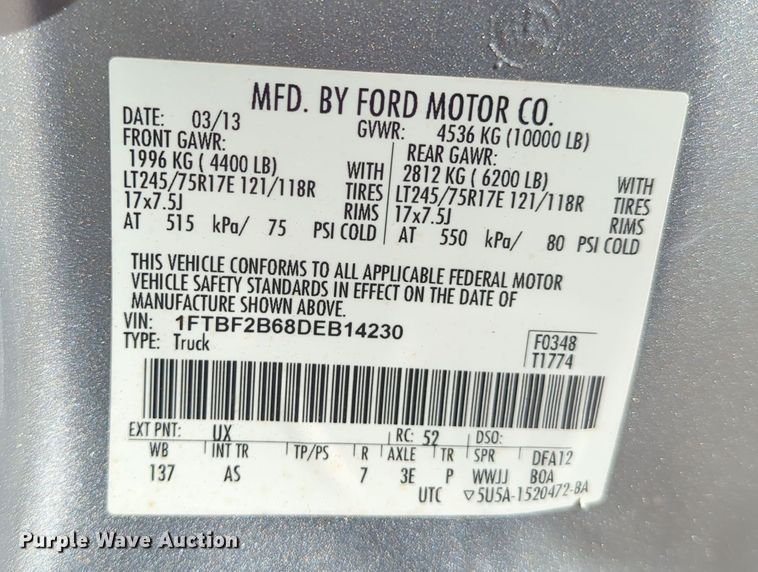 MFD. BY FORD MOTOR CO.
DATE: 03/13 GVWR: 4536 KG (10000 LB)
FRONT GAWR: REAR GAWR:
1996 KG ( 4400 LB) WITH 2812 KG ( 6200 LB) WITH
LT245/75R17E 121/118R TIRES LT245/75R17E 121/118R TIRES
17x7.5J RIMS 17x7.5J RIMS
AT 515 kPa/ 75 PSI COLD AT 550 kPa/ 80 PSI COLD
THIS VEHICLE CONFORMS TO ALL APPLICABLE FEDERAL MOTOR
VEHICLE SAFETY STANDARDS IN EFFECT ON THE DATE OF
MANUFACTURE SHOWN ABOVE.
VIN: 1FTBF2B68DEB14230
TYPE: Truck F0348
T1774
EXT PNT: UX RC: 52 DSO:
WB INT TR TP/PS R AXLE TR SPR DFA12
137 AS 7 3E P WWJJ BOA
UTC ▽5U5A-1520472-BA
Purple Wave Auction